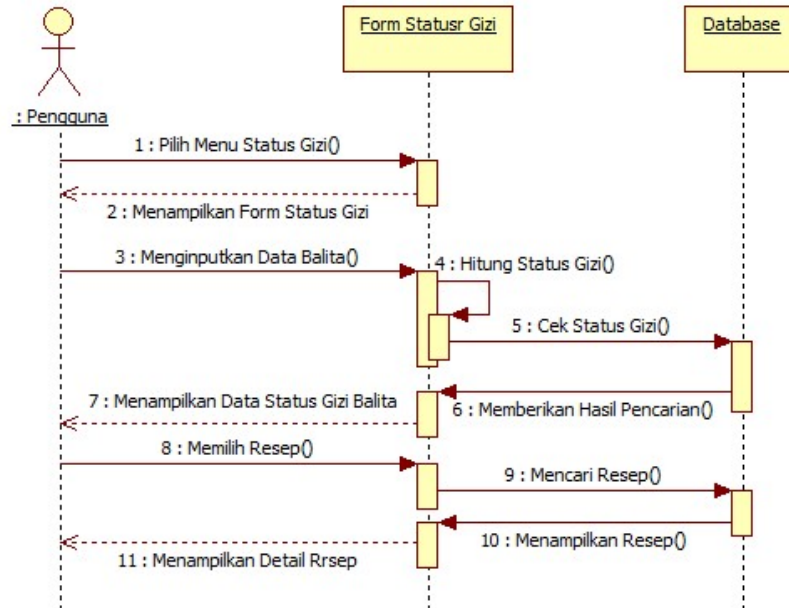 Form Statusr Gizi
Database
: Pengguna
1 : Pilih Menu Status Gizi()
2 : Menampilkan Form Status Gizi
3 : Menginputkan Data Balita()
4 : Hitung Status Gizi()
5 : Cek Status Gizi()
6 : Memberikan Hasil Pencarian()
7 : Menampilkan Data Status Gizi Balita
8 : Memilih Resep()
9 : Mencari Resep()
10 : Menampilkan Resep()
11 : Menampilkan Detail Rrsep